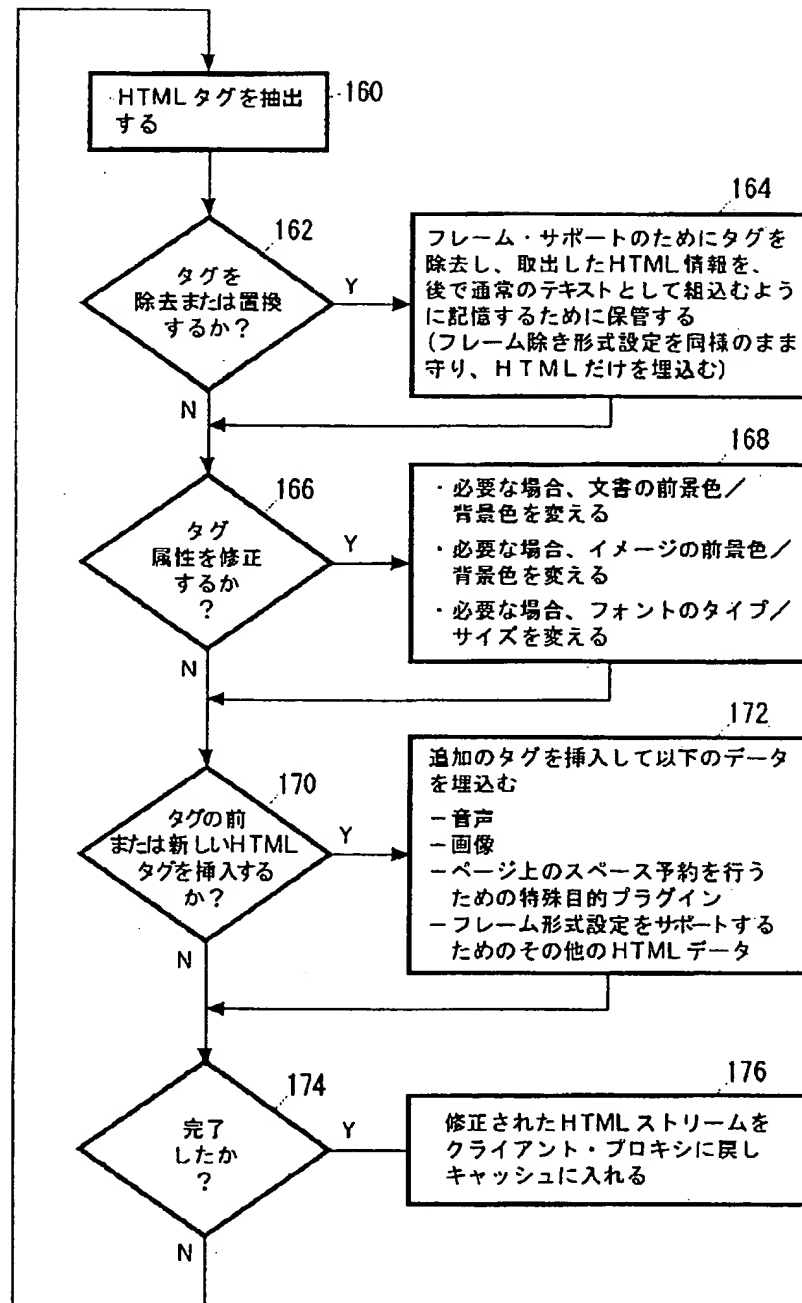 HTMLタグを抽出
する
160
162
タグを
除去または置換
するか?
Y
N
164
フレーム・サポートのためにタグを
除去し、取出したHTML情報を、
後で通常のテキストとして組込むよう
に記憶するために保管する
(フレーム除き形式設定を同様のまま
守り、HTMLだけを埋込む)
166
タグ
属性を修正
するか
?
Y
N
168
・必要な場合、文書の前景色/
背景色を変える
・必要な場合、イメージの前景色/
背景色を変える
・必要な場合、フォントのタイプ/
サイズを変える
170
タグの前
または新しいHTML
タグを挿入する
か?
Y
N
172
追加のタグを挿入して以下のデータ
を埋込む
－音声
－画像
－ページ上のスペース予約を行う
ための特殊目的プラグイン
－フレーム形式設定をサポートする
ためのその他のHTMLデータ
174
完了
したか
?
Y
N
176
修正されたHTMLストリームを
クライアント・プロキシに戻し
キャッシュに入れる